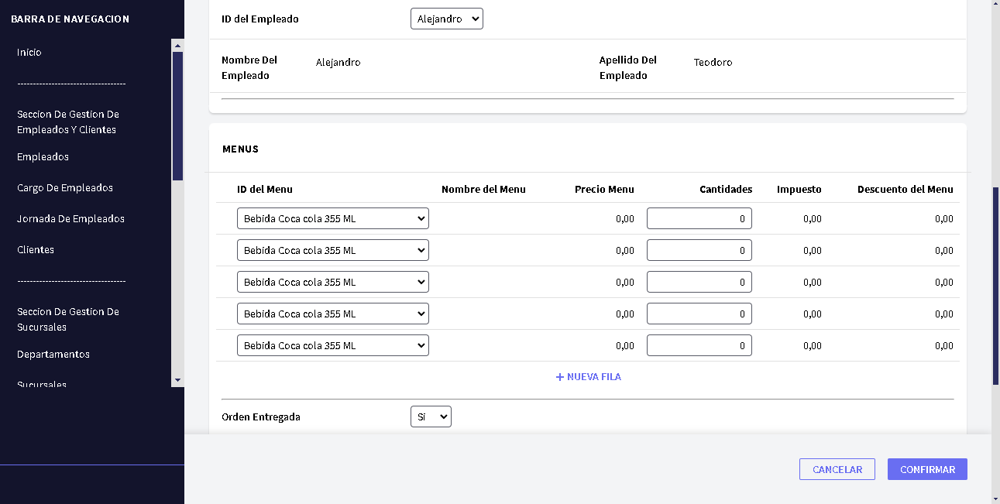 BARRA DE NAVEGACION
Inicio
-----------------------------------
Seccion De Gestion De
Empleados Y Clientes
Empleados
Cargo De Empleados
Jornada De Empleados
Clientes
-----------------------------------
Seccion De Gestion De
Sucursales
Departamentos
Sucursales
ID del Empleado Alejandro
Nombre Del Empleado Alejandro Apellido Del Empleado Teodoro
MENUS
ID del Menu Nombre del Menu Precio Menu Cantidades Impuesto Descuento del Menu
Bebida Coca cola 355 ML 0,00 0 0,00 0,00
Bebida Coca cola 355 ML 0,00 0 0,00 0,00
Bebida Coca cola 355 ML 0,00 0 0,00 0,00
Bebida Coca cola 355 ML 0,00 0 0,00 0,00
Bebida Coca cola 355 ML 0,00 0 0,00 0,00
+ NUEVA FILA
Orden Entregada Si
CANCELAR CONFIRMAR